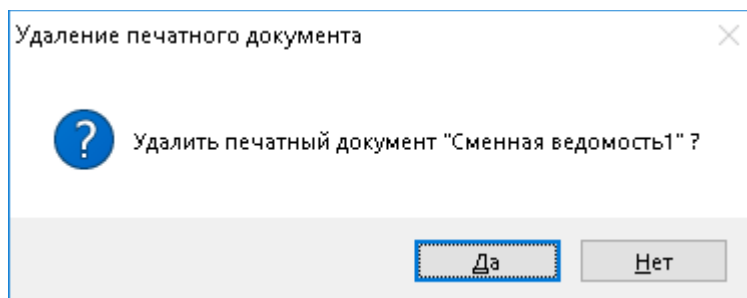 Удаление печатного документа
Удалить печатный документ "Сменная ведомость1" ?
Да
Нет